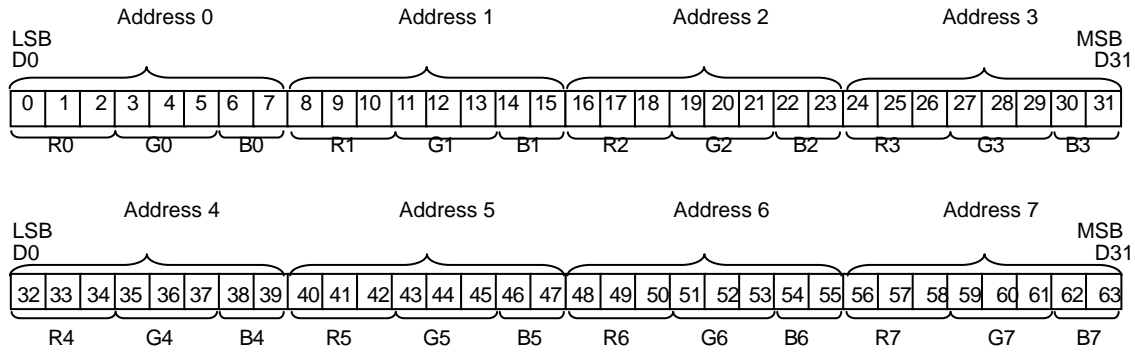 Address 0 Address 1 Address 2 Address 3
LSB MSB
D0 D31
0 1 2 3 4 5 6 7 8 9 10 11 12 13 14 15 16 17 18 19 20 21 22 23 24 25 26 27 28 29 30 31
R0 G0 B0 R1 G1 B1 R2 G2 B2 R3 G3 B3
Address 4 Address 5 Address 6 Address 7
LSB MSB
D0 D31
32 33 34 35 36 37 38 39 40 41 42 43 44 45 46 47 48 49 50 51 52 53 54 55 56 57 58 59 60 61 62 63
R4 G4 B4 R5 G5 B5 R6 G6 B6 R7 G7 B7